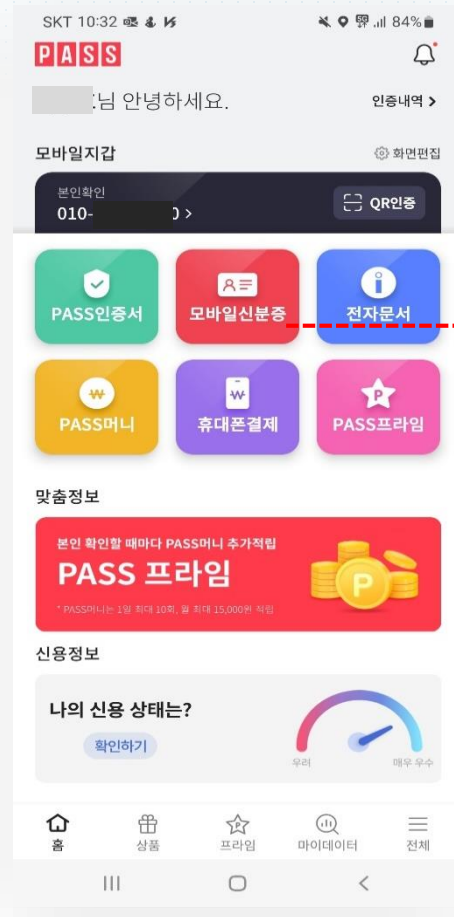 SKT 10:32
84%
PASS
님 안녕하세요.
인증내역 >
모바일지갑
화면편집
본인확인
010- 0 >
QR인증
PASS인증서
모바일신분증
전자문서
PASS머니
휴대폰결제
PASS프라임
맞춤정보
본인 확인할 때마다 PASS머니 추가적립
PASS 프라임
* PASS머니는 1일 최대 10회, 월 최대 15,000원 적립
신용정보
나의 신용 상태는?
확인하기
우려
매우 우수
홈
상품
프라임
마이데이터
전체